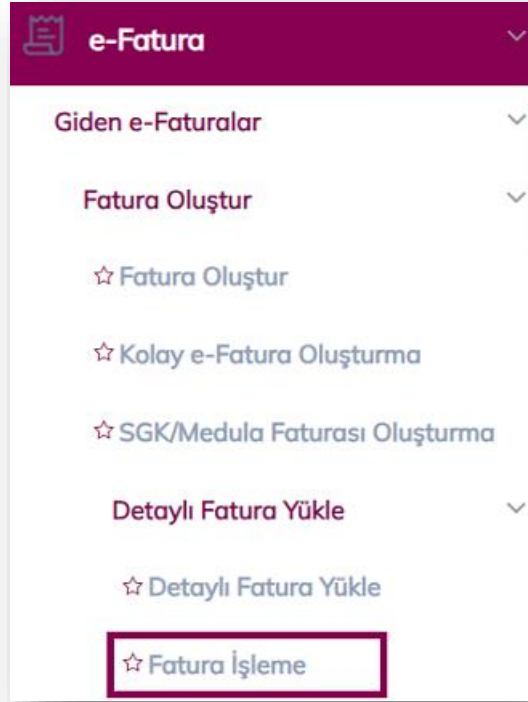 e-Fatura
Giden e-Faturalar
Fatura Oluştur
Fatura Oluştur
Kolay e-Fatura Oluşturma
SGK/Medula Faturası Oluşturma
Detaylı Fatura Yükle
Detaylı Fatura Yükle
Fatura İşleme